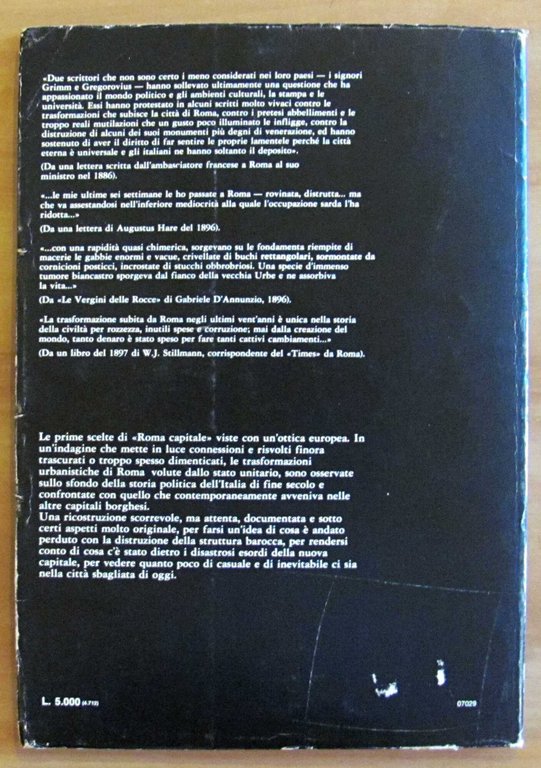 «Due scrittori che non sono certo i meno considerati nei loro paesi — i signori
Grimm e Gregorovius — hanno sollevato ultimamente una questione che ha
appassionato il mondo politico e gli ambienti culturali, la stampa e le
università. Essi hanno protestato in alcuni scritti molto vivaci contro le
trasformazioni che subisce la città di Roma, contro i pretesi abbellimenti e le
troppo reali mutilazioni che un gusto poco illuminato le infligge, contro la
distruzione di alcuni dei suoi monumenti più degni di venerazione, ed hanno
sostenuto di aver il diritto di far sentire le proprie lamentele perché la città
eterna è universale e gli italiani ne hanno soltanto il deposito».
(Da una lettera scritta dall'ambasciatore francese a Roma al suo
ministro nel 1886).
«...le mie ultime sei settimane le ho passate a Roma — rovinata, distrutta... ma
che va assestandosi nell'inferiore mediocrità alla quale l'occupazione sarda l'ha
ridotta...»
(Da una lettera di Augustus Hare del 1896).
«...con una rapidità quasi chimerica, sorgevano su le fondamenta riempite di
macerie le gabbie enormi e vacue, crivellate di buchi rettangolari, sormontate da
cornicioni posticci, incrostate di stucchi obbrobriosi. Una specie d'immenso
tumore biancastro sporgeva dal fianco della vecchia Urbe e ne assorbiva
la vita...»
(Da «Le Vergini delle Rocce» di Gabriele D'Annunzio, 1896).
«La trasformazione subita da Roma negli ultimi vent'anni è unica nella storia
della civiltà per rozzezza, inutili spese e corruzione; mai dalla creazione del
mondo, tanto denaro è stato speso per fare tanti cattivi cambiamenti...»
(Da un libro del 1897 di W.J. Stillmann, corrispondente del «Times» da Roma).
Le prime scelte di «Roma capitale» viste con un'ottica europea. In
un'indagine che mette in luce connessioni e risvolti finora
trascurati o troppo spesso dimenticati, le trasformazioni
urbanistiche di Roma volute dallo stato unitario, sono osservate
sullo sfondo della storia politica dell'Italia di fine secolo e
confrontate con quello che contemporaneamente avveniva nelle
altre capitali borghesi.
Una ricostruzione scorrevole, ma attenta, documentata e sotto
certi aspetti molto originale, per farsi un'idea di cosa è andato
perduto con la distruzione della struttura barocca, per rendersi
conto di cosa c'è stato dietro i disastrosi esordi della nuova
capitale, per vedere quanto poco di casuale e di inevitabile ci sia
nella città sbagliata di oggi.
L. 5.000 (4.712)
07029